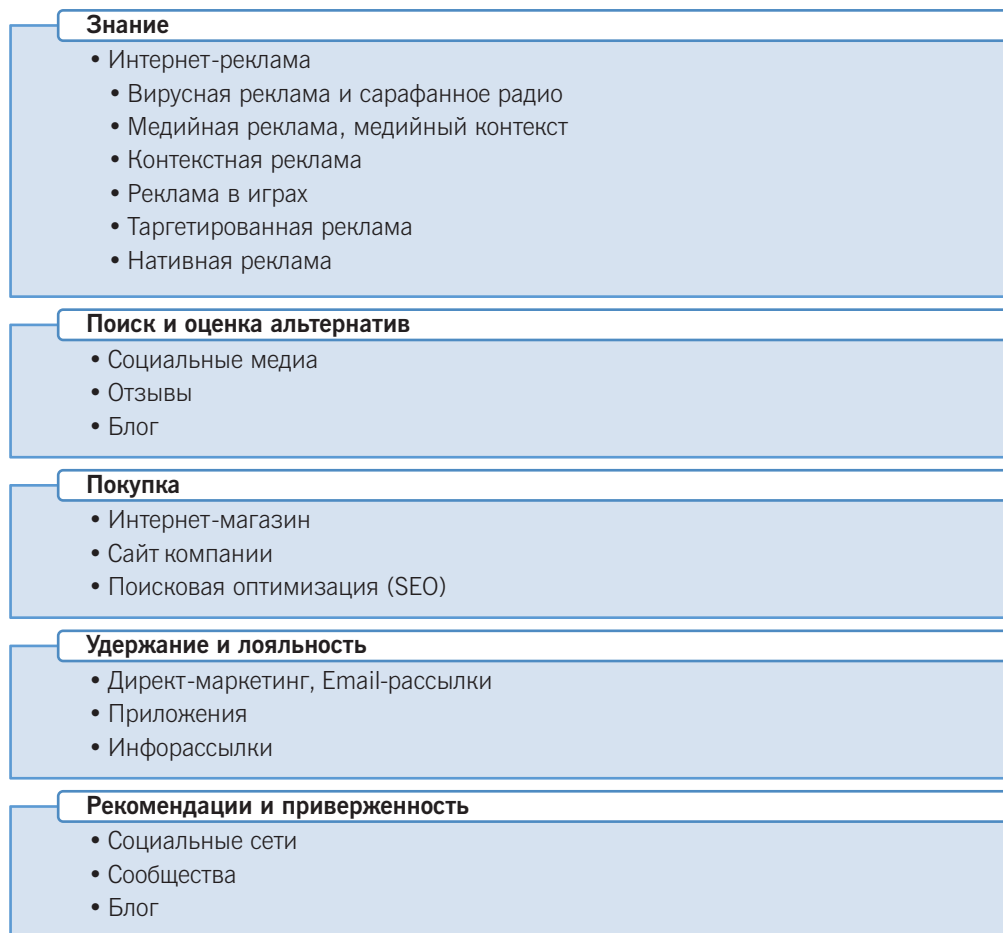 Знание
• Интернет-реклама
• Вирусная реклама и сарафанное радио
• Медийная реклама, медийный контекст
• Контекстная реклама
• Реклама в играх
• Таргетированная реклама
• Нативная реклама
Поиск и оценка альтернатив
• Социальные медиа
• Отзывы
• Блог
Покупка
• Интернет-магазин
• Сайт компании
• Поисковая оптимизация (SEO)
Удержание и лояльность
• Директ-маркетинг, Email-рассылки
• Приложения
• Инфорассылки
Рекомендации и приверженность
• Социальные сети
• Сообщества
• Блог